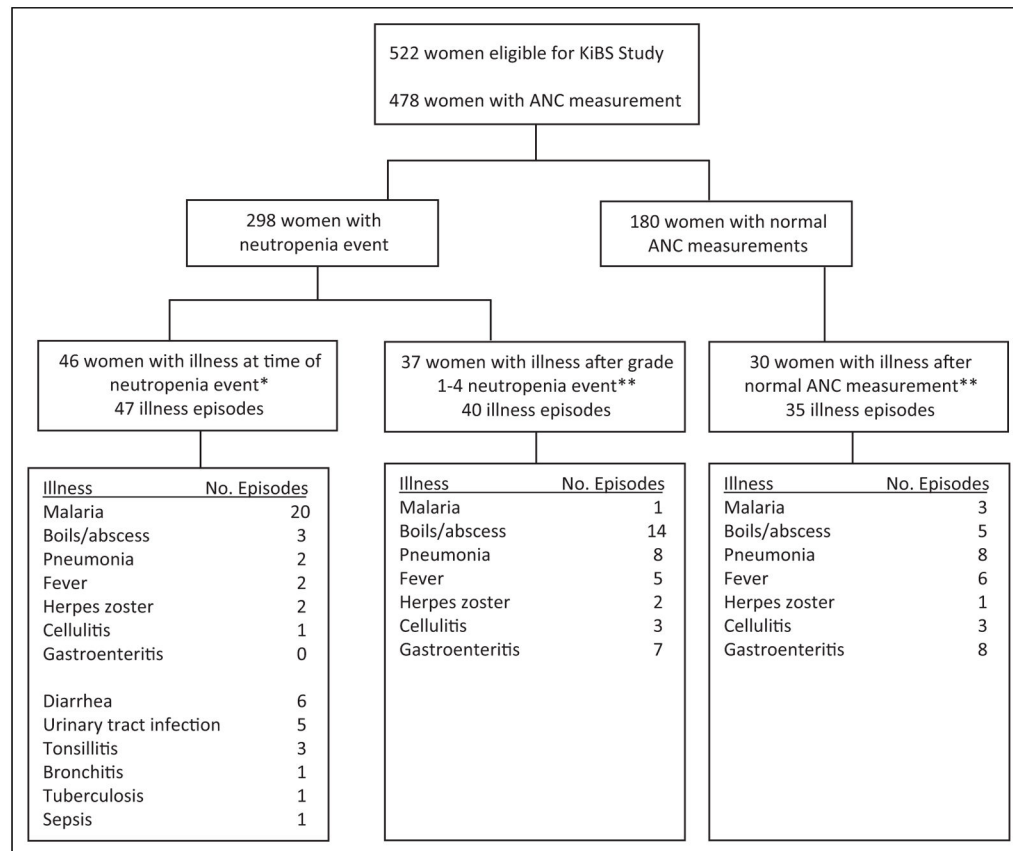 522 women eligible for KiBS Study
478 women with ANC measurement
298 women with
neutropenia event
180 women with normal
ANC measurements
46 women with illness at time of
neutropenia event*
47 illness episodes
37 women with illness after grade
1-4 neutropenia event**
40 illness episodes
30 women with illness after
normal ANC measurement**
35 illness episodes
Illness No. Episodes
Malaria 20
Boils/abscess 3
Pneumonia 2
Fever 2
Herpes zoster 2
Cellulitis 1
Gastroenteritis 0
Diarrhea 6
Urinary tract infection 5
Tonsillitis 3
Bronchitis 1
Tuberculosis 1
Sepsis 1
Illness No. Episodes
Malaria 1
Boils/abscess 14
Pneumonia 8
Fever 5
Herpes zoster 2
Cellulitis 3
Gastroenteritis 7
Illness No. Episodes
Malaria 3
Boils/abscess 5
Pneumonia 8
Fever 6
Herpes zoster 1
Cellulitis 3
Gastroenteritis 8